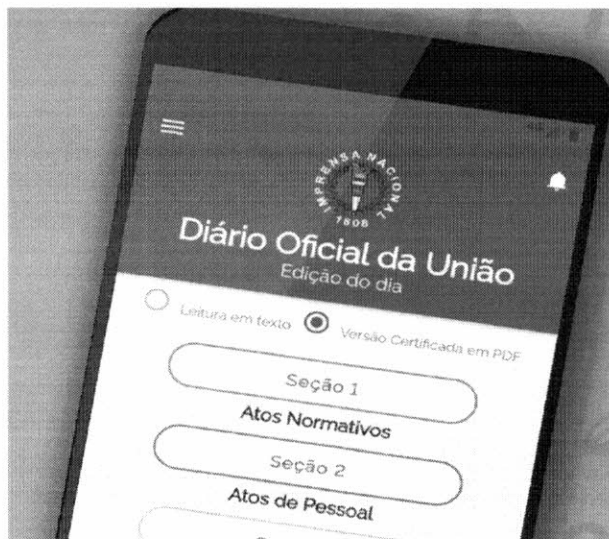 IMPRENSA NACIONAL
1808
Diário Oficial da União
Edição do dia
Leitura em texto
Versão Certificada em PDF
Seção 1
Atos Normativos
Seção 2
Atos de Pessoal